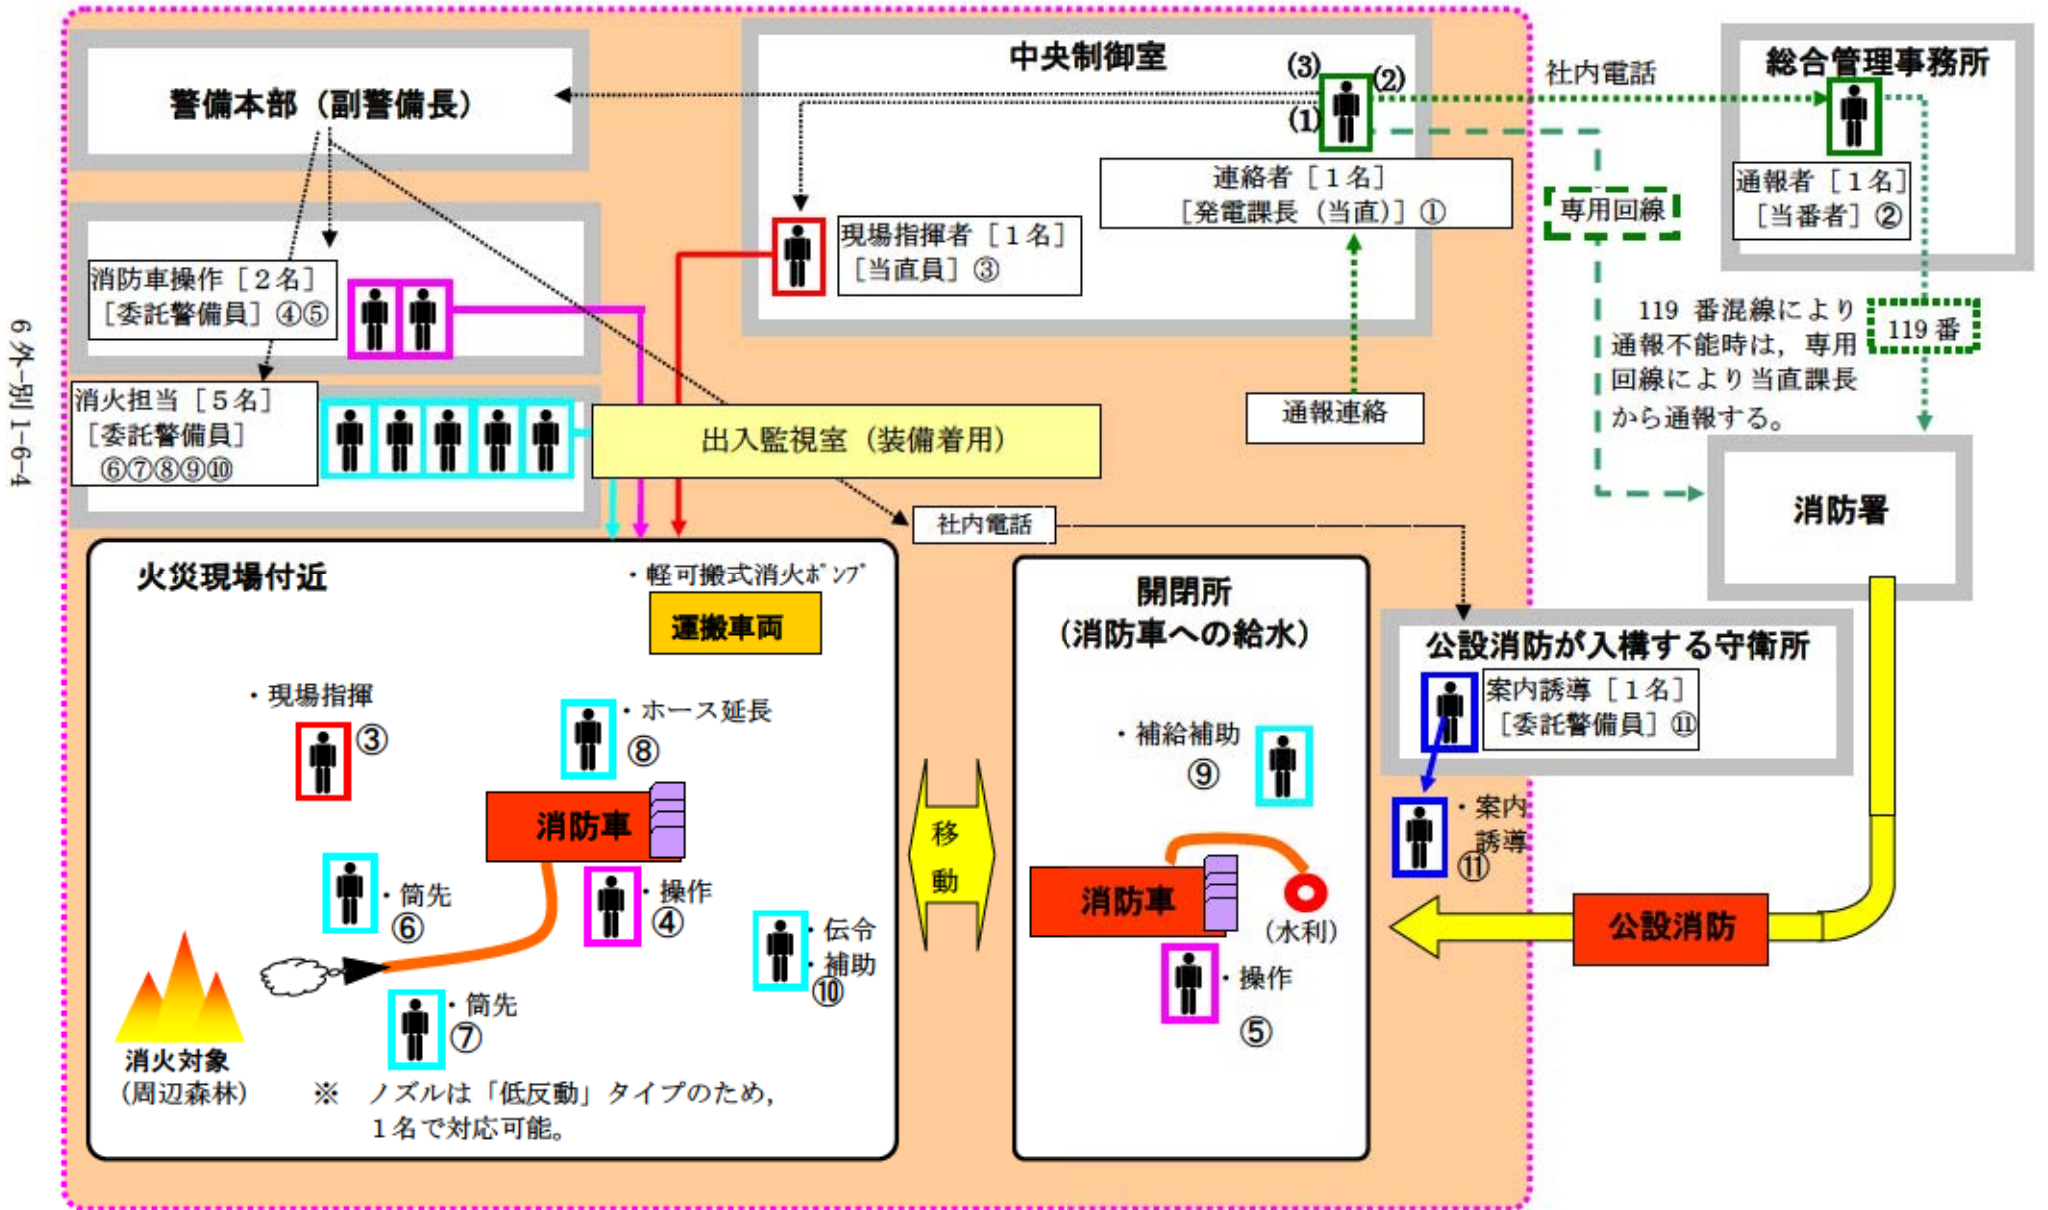 警備本部（副警備長）
中央制御室
(3)
(2)
(1)
連絡者［１名］
［発電課長（当直）］①
社内電話
総合管理事務所
通報者［１名］
［当番者］②
専用回線
119 番混線により
通報不能時は，専用
回線により当直課長
から通報する。
119 番
消防署
現場指揮者［１名］
［当直員］③
通報連絡
消防車操作［２名］
［委託警備員］④⑤
消火担当［５名］
［委託警備員］
⑥⑦⑧⑨⑩
出入監視室（装備着用）
社内電話
火災現場付近
・軽可搬式消火ﾎﾟﾝﾌﾟ
運搬車両
・現場指揮
③
・ホース延長
⑧
消防車
・筒先
⑥
・操作
④
・伝令
・補助
⑩
・筒先
⑦
消火対象
（周辺森林）
※　ノズルは「低反動」タイプのため，
１名で対応可能。
移
動
開閉所
（消防車への給水）
・補給補助
⑨
消防車
（水利）
・操作
⑤
公設消防が入構する守衛所
案内誘導［１名］
［委託警備員］⑪
・案内
誘導
⑪
公設消防
6 外-別 1-6-4